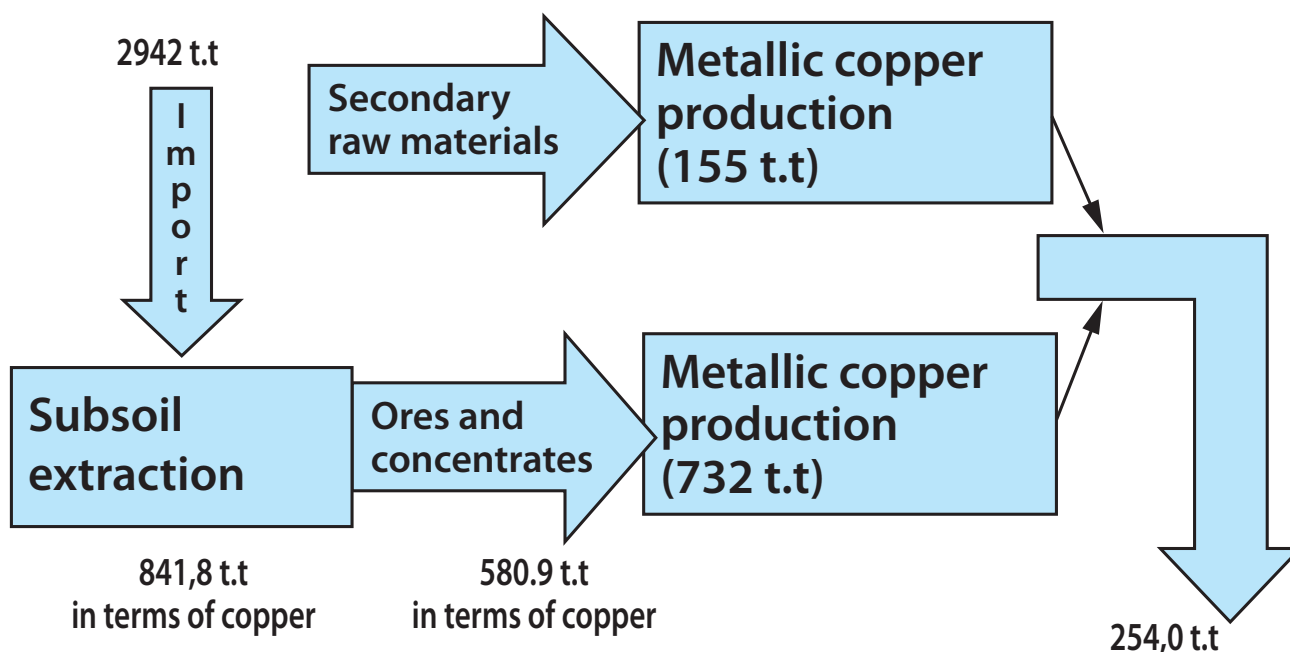 2942 t.t
Import
Secondary
raw materials
Metallic copper
production
(155 t.t)
Subsoil
extraction
Ores and
concentrates
Metallic copper
production
(732 t.t)
841,8 t.t
in terms of copper
580.9 t.t
in terms of copper
254,0 t.t